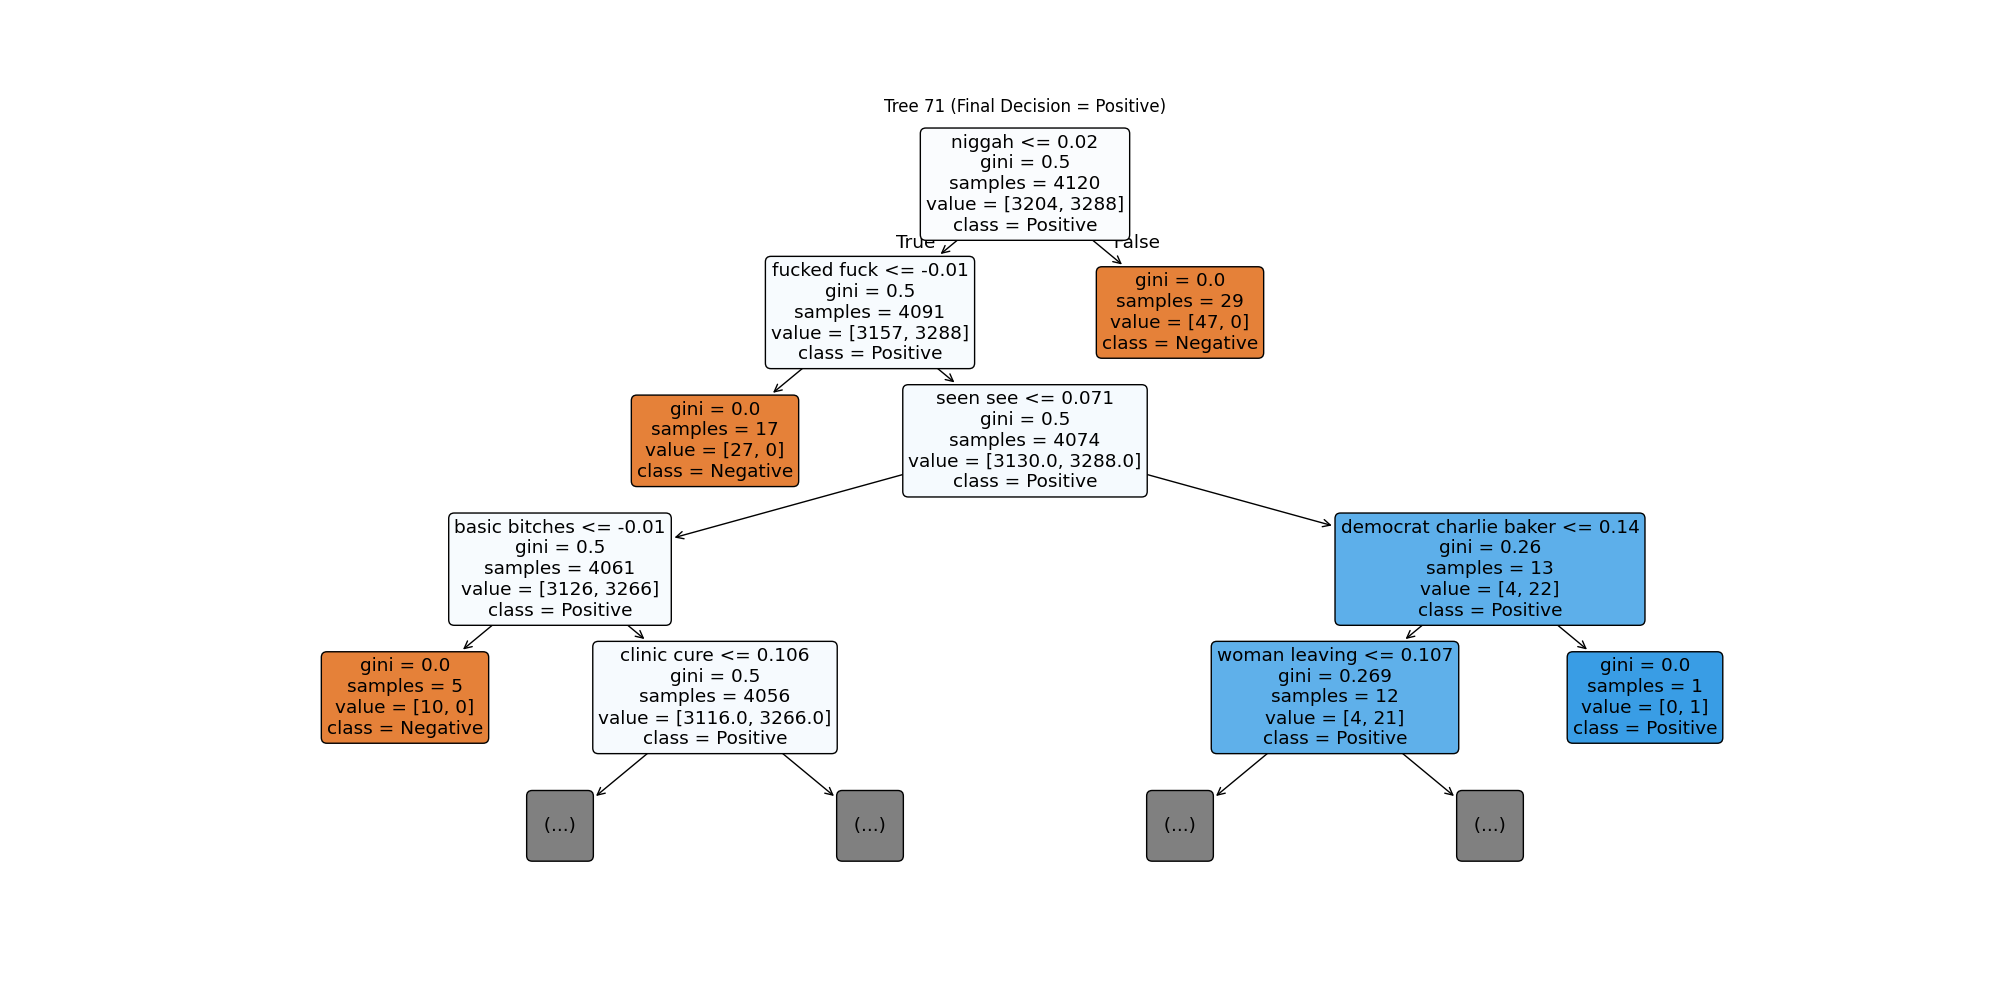 Tree 71 (Final Decision = Positive)
niggah <= 0.02
gini = 0.5
samples = 4120
value = [3204, 3288]
class = Positive
True
False
fucked fuck <= -0.01
gini = 0.5
samples = 4091
value = [3157, 3288]
class = Positive
gini = 0.0
samples = 29
value = [47, 0]
class = Negative
gini = 0.0
samples = 17
value = [27, 0]
class = Negative
seen see <= 0.071
gini = 0.5
samples = 4074
value = [3130.0, 3288.0]
class = Positive
basic bitches <= -0.01
gini = 0.5
samples = 4061
value = [3126, 3266]
class = Positive
democrat charlie baker <= 0.14
gini = 0.26
samples = 13
value = [4, 22]
class = Positive
gini = 0.0
samples = 5
value = [10, 0]
class = Negative
clinic cure <= 0.106
gini = 0.5
samples = 4056
value = [3116.0, 3266.0]
class = Positive
woman leaving <= 0.107
gini = 0.269
samples = 12
value = [4, 21]
class = Positive
gini = 0.0
samples = 1
value = [0, 1]
class = Positive
(...)
(...)
(...)
(...)